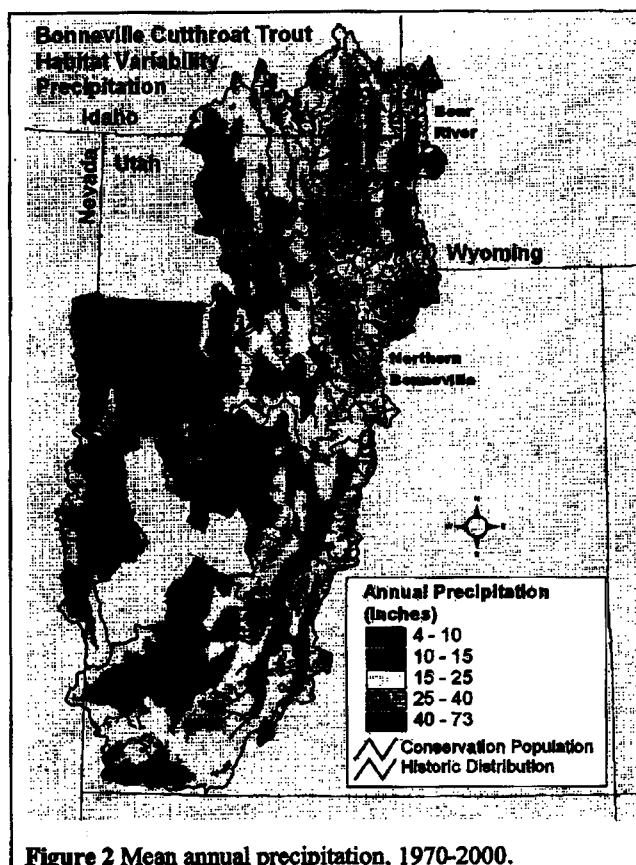 Bonneville Cutthroat Trout
Habitat Variability
Precipitation
Idaho
Bear
River
Nevada
Utah
Wyoming
Northern
Bonneville
N
W E
S
Annual Precipitation
(inches)
4 - 10
10 - 15
15 - 25
25 - 40
40 - 73
Conservation Population
Historic Distribution
Figure 2 Mean annual precipitation, 1970-2000.